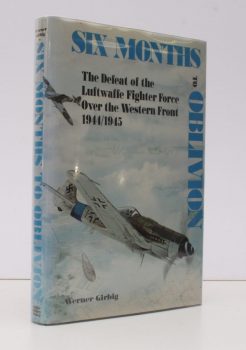 SIX MONTHS
TO
OBLIVION
The Defeat of the
Luftwaffe Fighter Force
Over the Western Front
1944/1945
Werner Girbig
SIX MONTHS TO OBLIVION